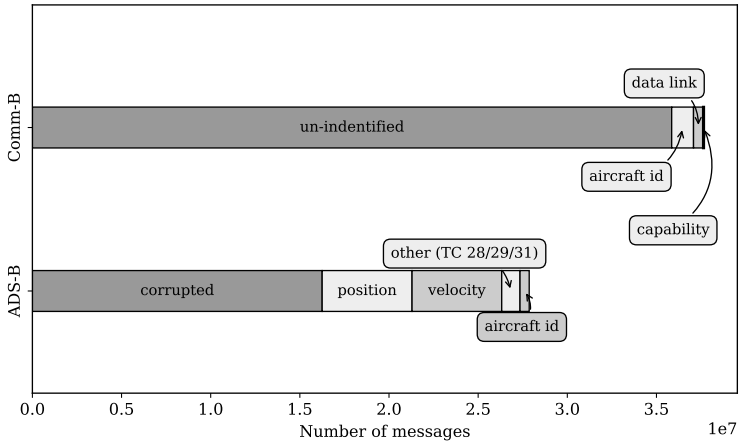 data link
Comm-B
un-indentified
aircraft id
capability
other (TC 28/29/31)
ADS-B
corrupted
position
velocity
aircraft id
0.0 0.5 1.0 1.5 2.0 2.5 3.0 3.5
1e7
Number of messages